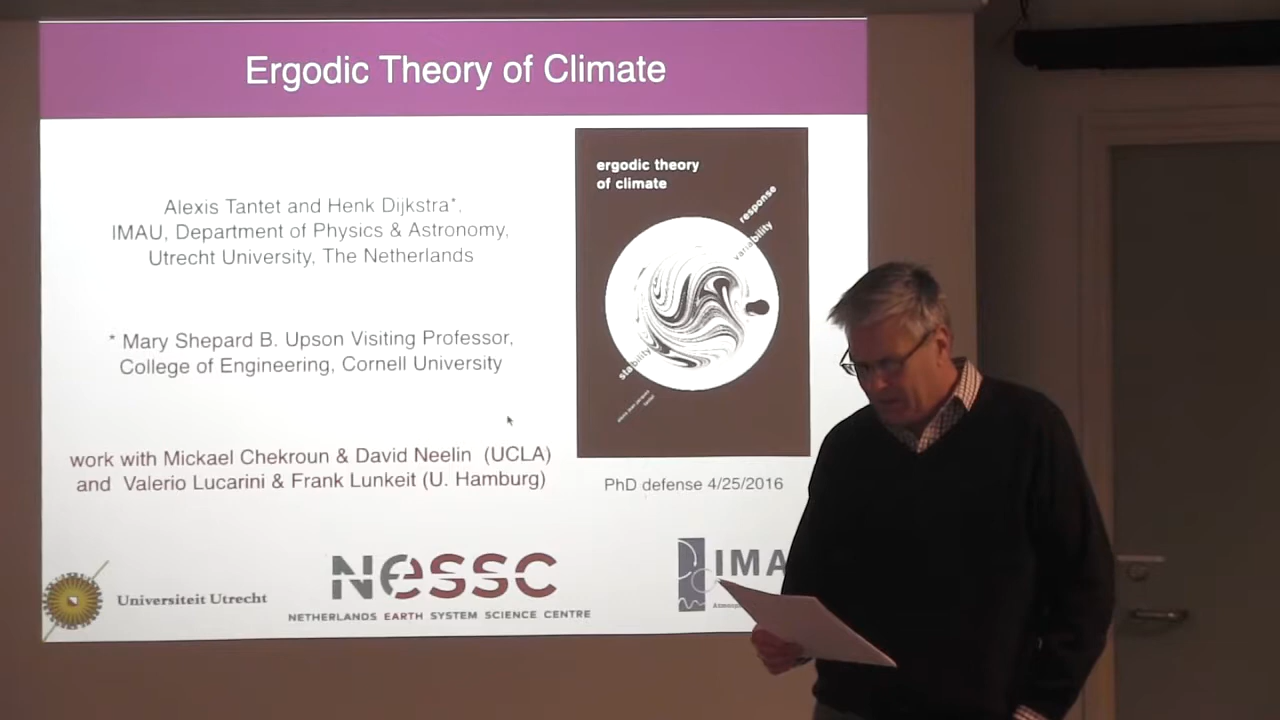 Ergodic Theory of Climate
ergodic theory
of climate
response
variability
stability
Alexis Tantet and Henk Dijkstra*,
IMAU, Department of Physics & Astronomy,
Utrecht University, The Netherlands
* Mary Shepard B. Upson Visiting Professor,
College of Engineering, Cornell University
work with Mickael Chekroun & David Neelin (UCLA)
and Valerio Lucarini & Frank Lunkeit (U. Hamburg)
PhD defense 4/25/2016
Universiteit Utrecht
NESSC
NETHERLANDS EARTH SYSTEM SCIENCE CENTRE
IMA